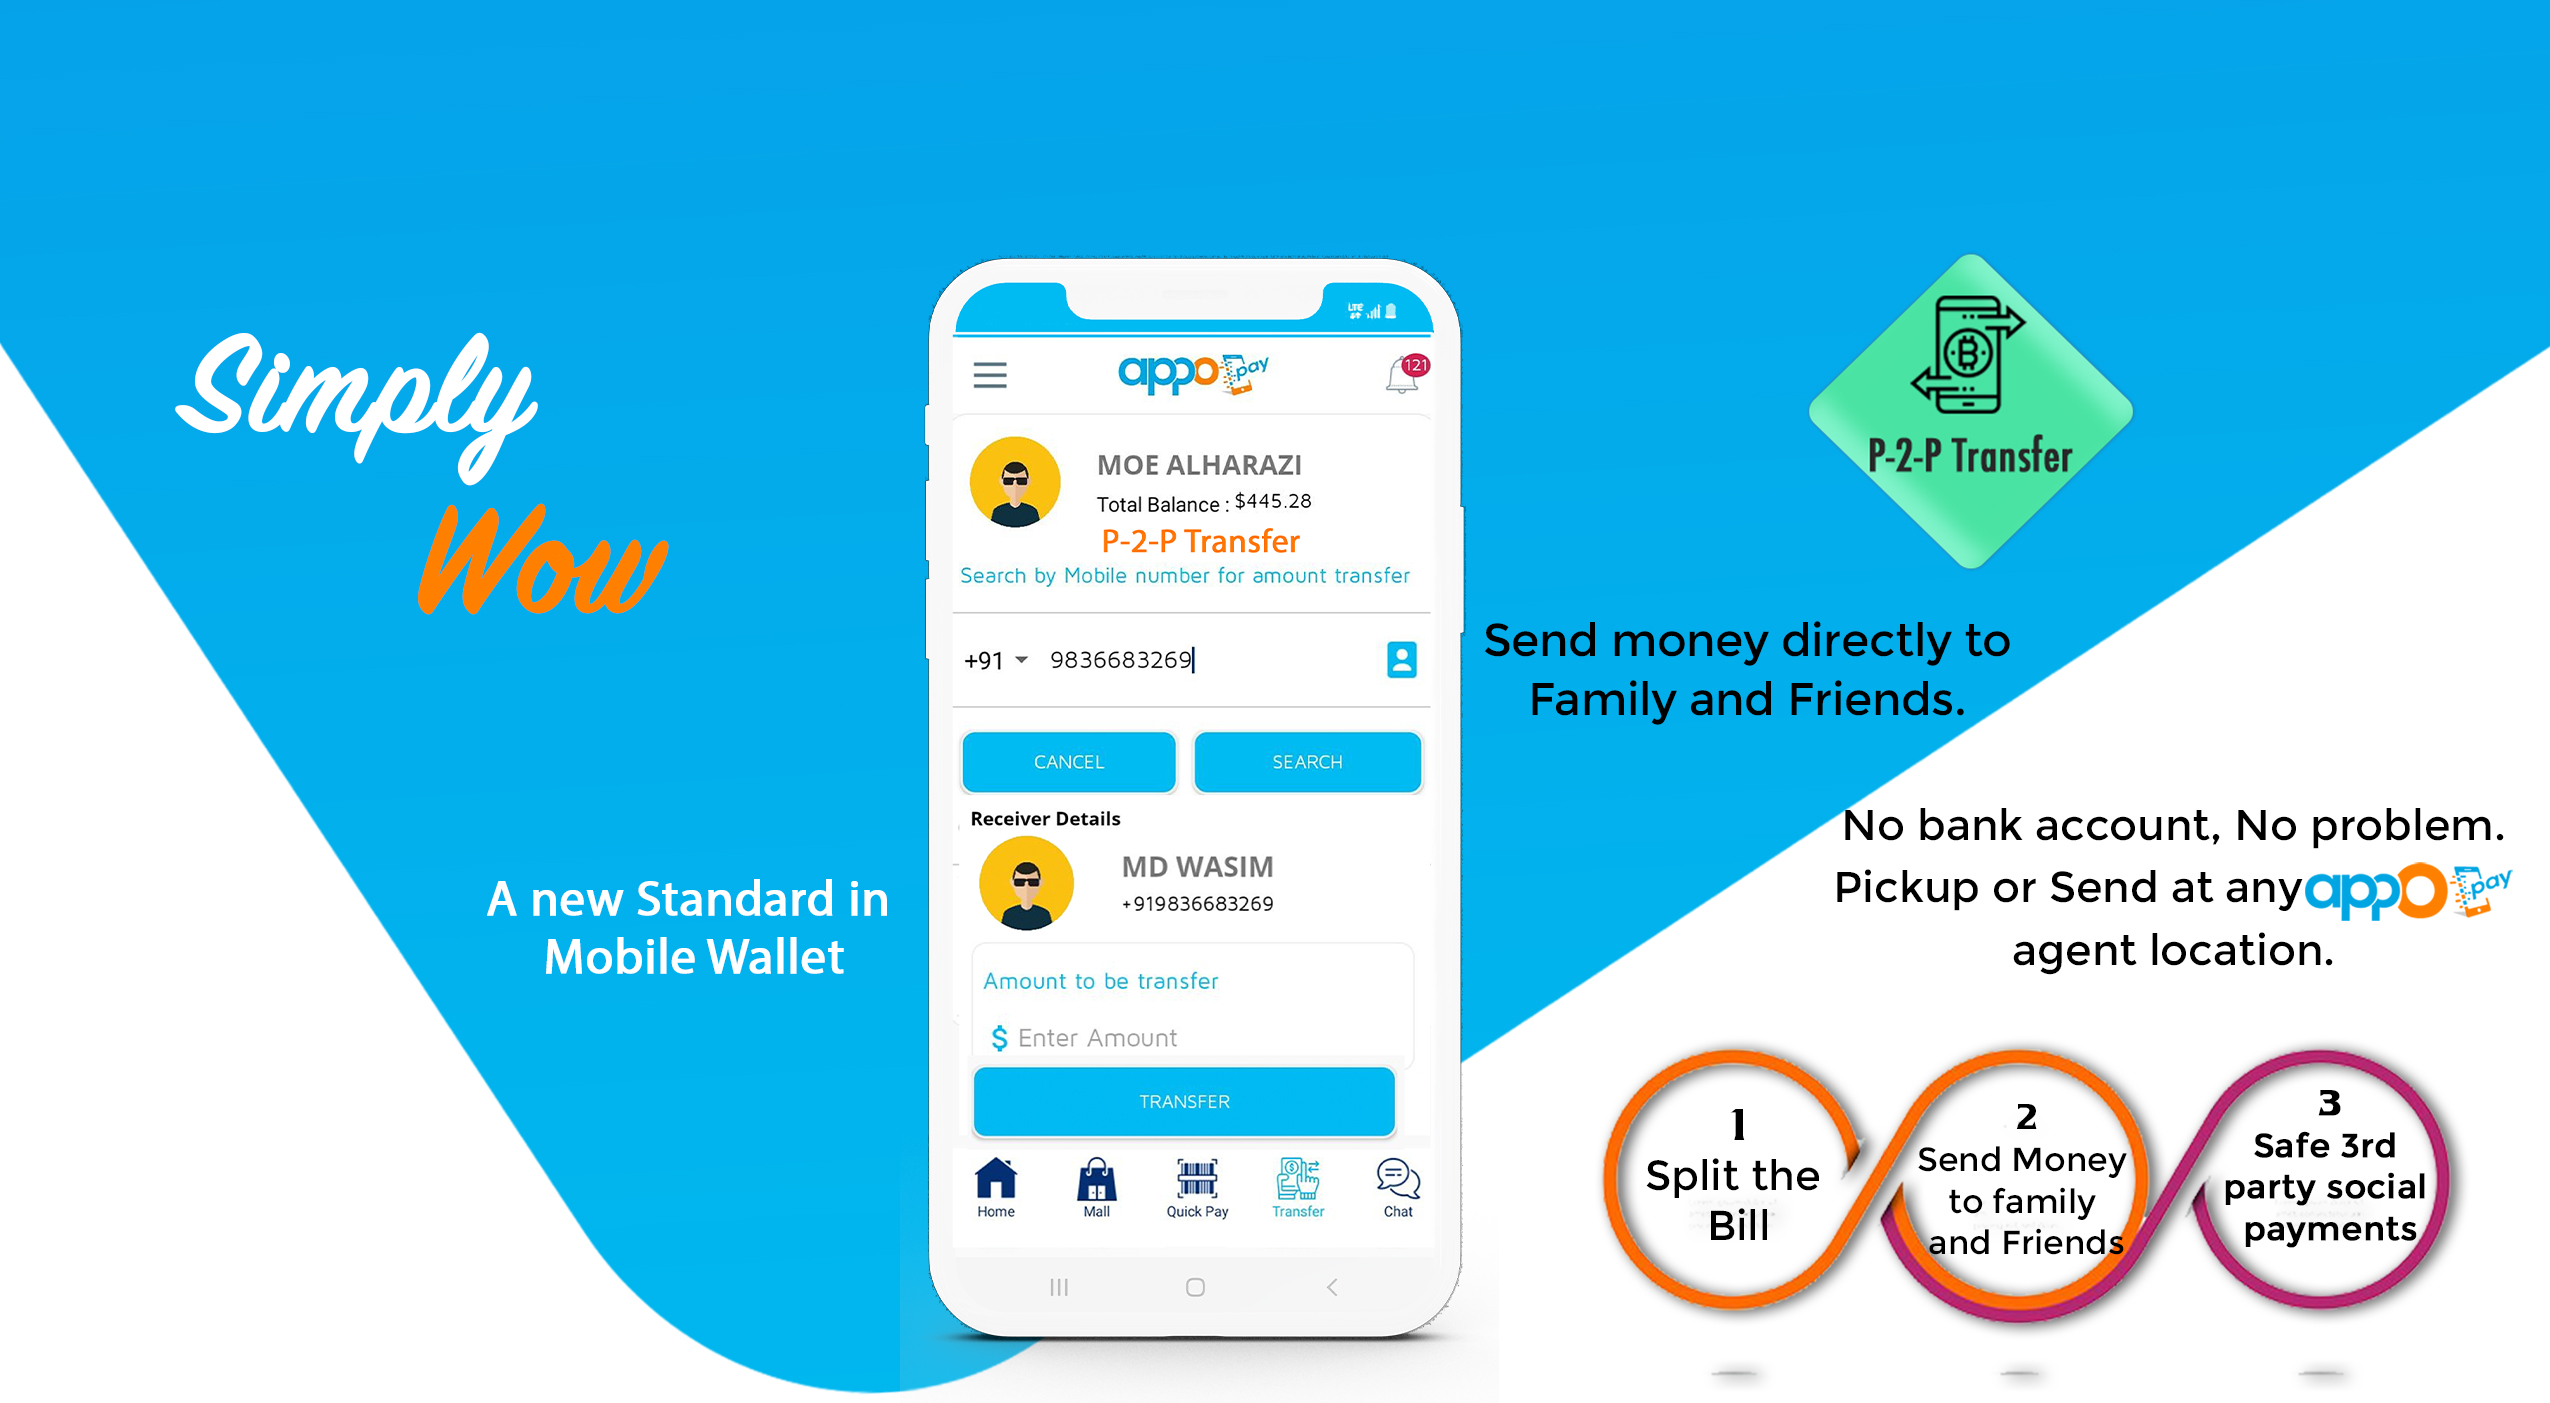 Simply
Wow
A new Standard in
Mobile Wallet
LTE
appopay
121
MOE ALHARAZI
Total Balance : $445.28
P-2-P Transfer
Search by Mobile number for amount transfer
+91 9836683269
CANCEL SEARCH
Receiver Details
MD WASIM
+919836683269
Amount to be transfer
$ Enter Amount
TRANSFER
Home Mall Quick Pay Transfer Chat
P-2-P Transfer
Send money directly to
Family and Friends.
No bank account, No problem.
Pickup or Send at any appopay
agent location.
1
Split the
Bill
2
Send Money
to family
and Friends
3
Safe 3rd
party social
payments